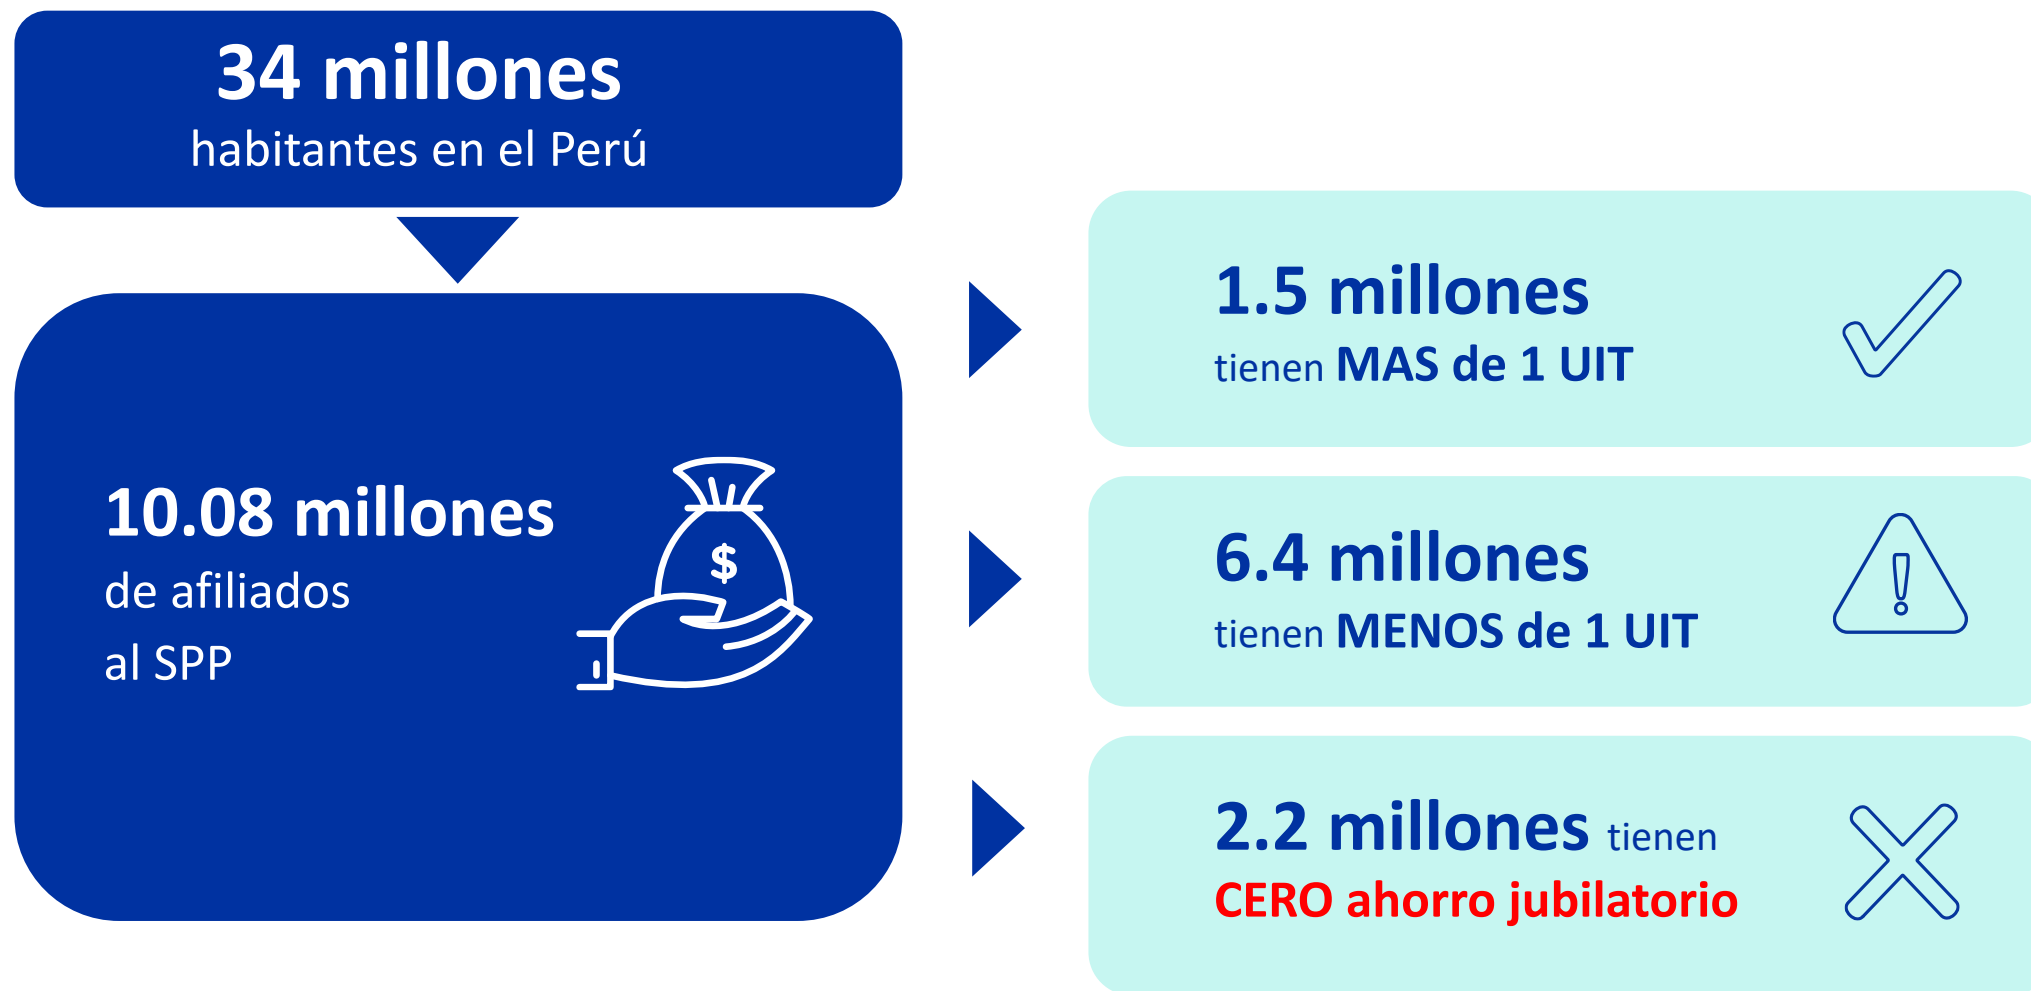 34 millones
habitantes en el Perú
10.08 millones
de afiliados
al SPP
$
1.5 millones
tienen MAS de 1 UIT
6.4 millones
tienen MENOS de 1 UIT
2.2 millones tienen
CERO ahorro jubilatorio